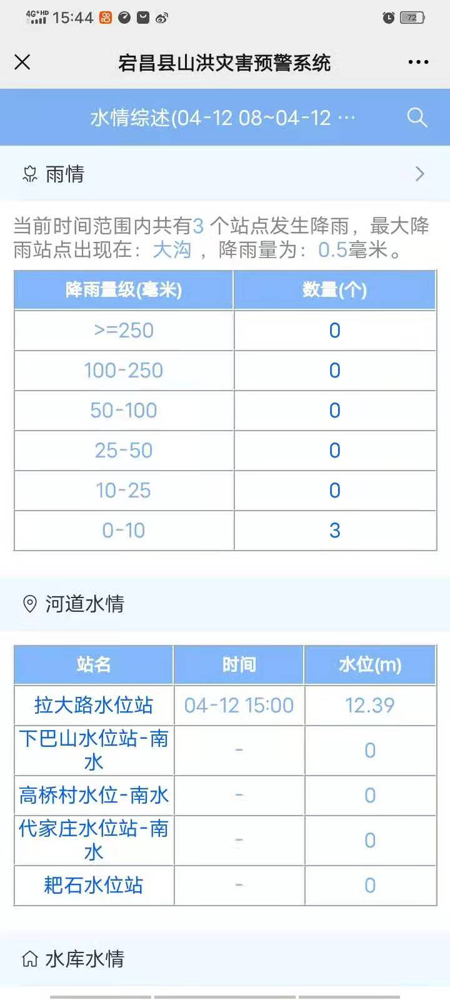 4G+HD 15:44 72
宕昌县山洪灾害预警系统
水情综述(04-12 08~04-12 ···
雨情
当前时间范围内共有3 个站点发生降雨，最大降
雨站点出现在：大沟 ，降雨量为：0.5毫米。
降雨量级(毫米) 数量(个)
>=250 0
100-250 0
50-100 0
25-50 0
10-25 0
0-10 3
河道水情
站名 时间 水位(m)
拉大路水位站 04-12 15:00 12.39
下巴山水位站-南
水 - 0
高桥村水位-南水 - 0
代家庄水位站-南
水 - 0
耙石水位站 - 0
水库水情